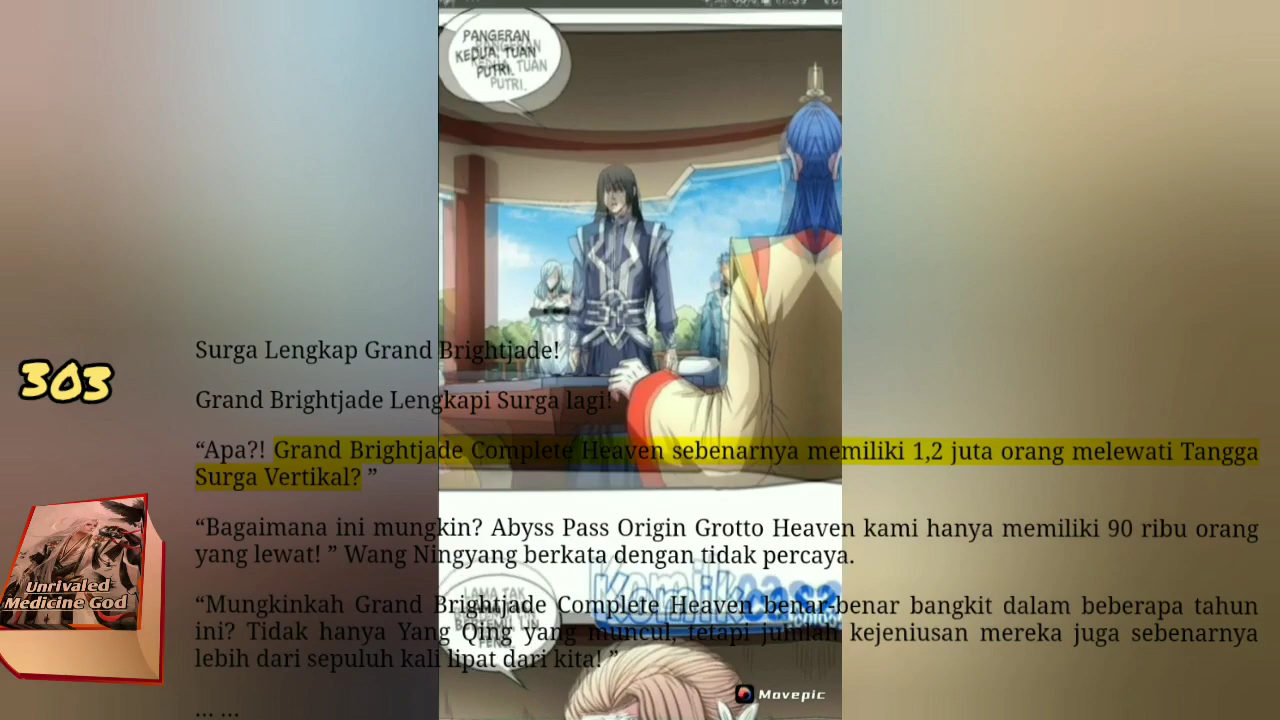 PANGERAN
KEDUA, TUAN
PUTRI.
Surga Lengkap Grand Brightjade!
303
Grand Brightjade Lengkapi Surga lagi!
“Apa?! Grand Brightjade Complete Heaven sebenarnya memiliki 1,2 juta orang melewati Tangga
Surga Vertikal? ”
“Bagaimana ini mungkin? Abyss Pass Origin Grotto Heaven kami hanya memiliki 90 ribu orang
yang lewat! ” Wang Ningyang berkata dengan tidak percaya.
Unrivaled
Medicine God
“Mungkinkah Grand Brightjade Complete Heaven benar-benar bangkit dalam beberapa tahun
ini? Tidak hanya Yang Qing yang muncul, tetapi jumlah kejeniusan mereka juga sebenarnya
lebih dari sepuluh kali lipat dari kita! ”
LAMA TAK
Komikcast
Movepic
... ...